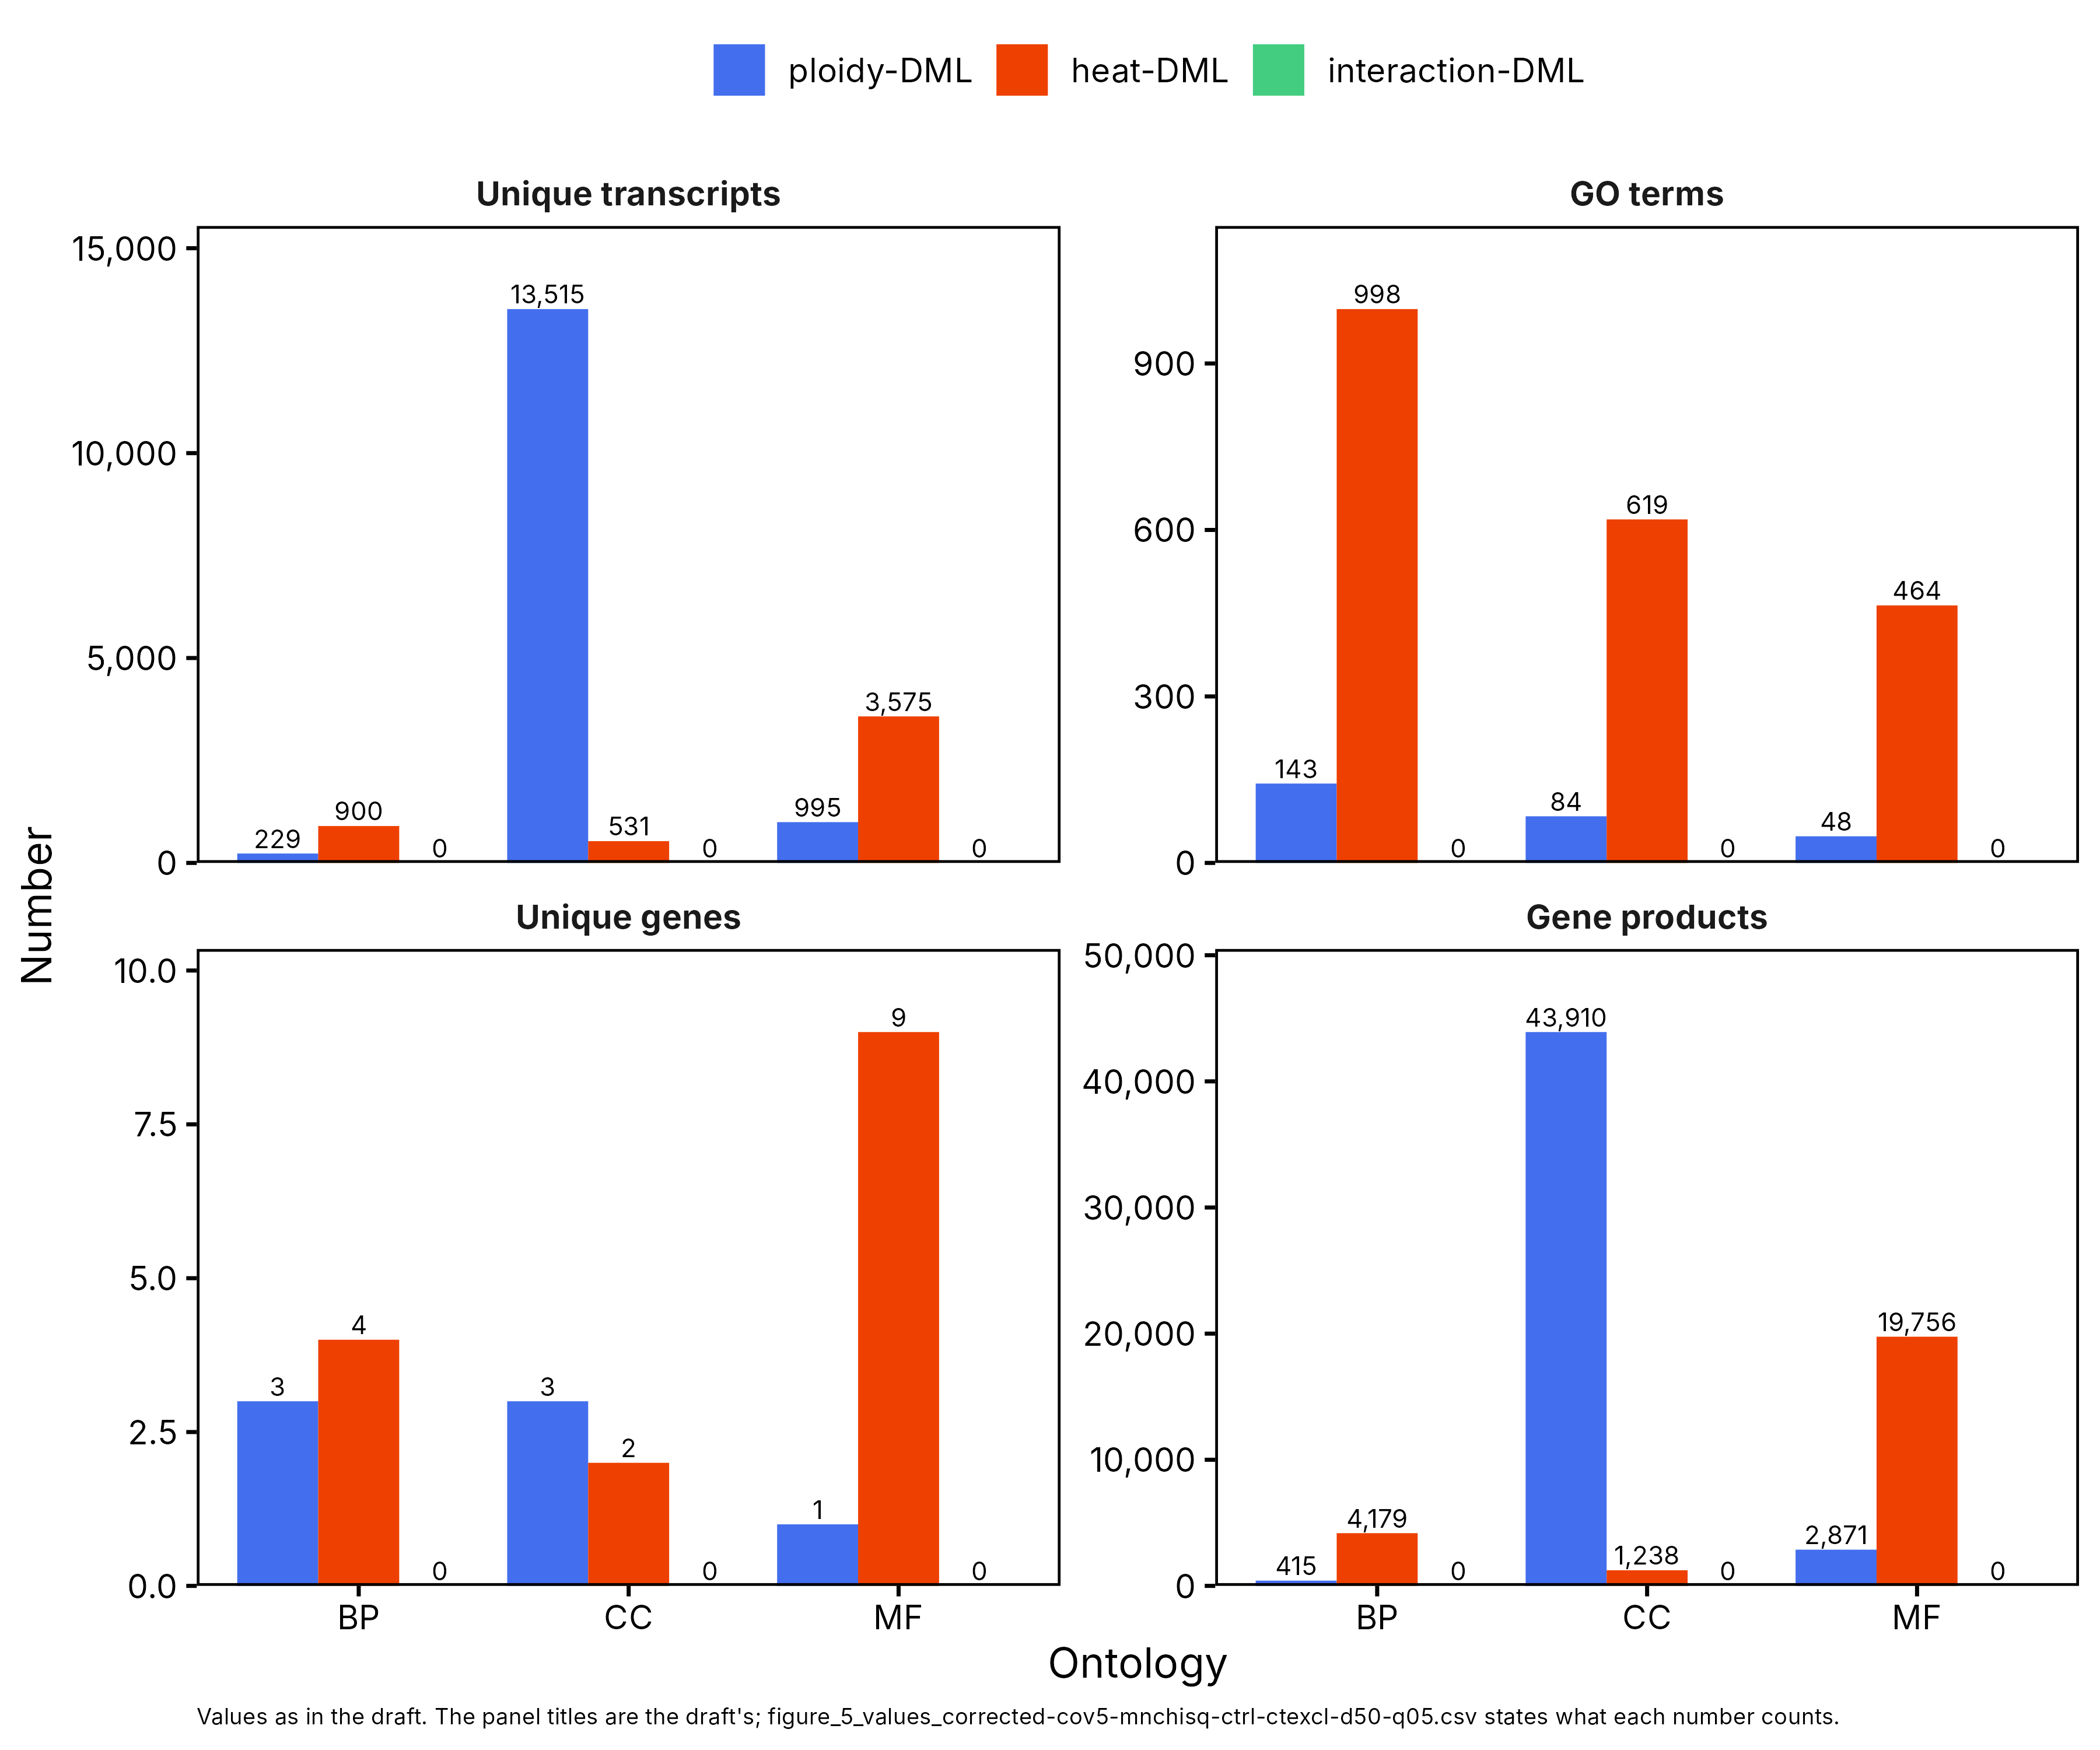 ploidy-DML heat-DML interaction-DML
Unique transcripts
15,000
10,000
5,000
0
229 900 0 13,515 531 0 995 3,575 0
GO terms
900
600
300
0
143 998 0 84 619 0 48 464 0
Number
Unique genes
10.0
7.5
5.0
2.5
0.0
3 4 0 3 2 0 1 9 0
BP CC MF
Gene products
50,000
40,000
30,000
20,000
10,000
0
415 4,179 0 43,910 1,238 0 2,871 19,756 0
BP CC MF
Ontology
Values as in the draft. The panel titles are the draft's; figure_5_values_corrected-cov5-mnchisq-ctrl-ctexcl-d50-q05.csv states what each number counts.